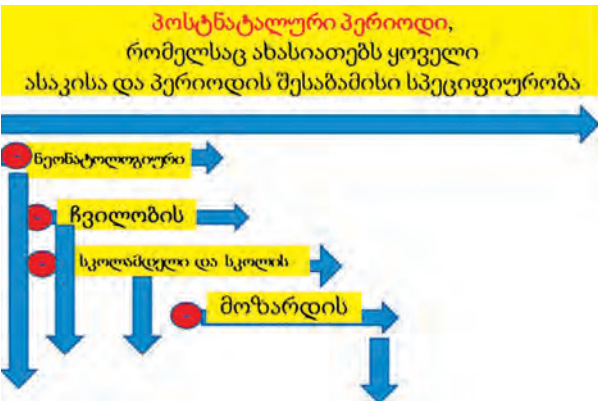 პოსტნატალური პერიოდი,
რომელსაც ახასიათებს ყოველი
ასაკისა და პერიოდის შესაბამისი სპეციფიურობა
ნეონატოლოგიური
ჩვილობის
სკოლამდელი და სკოლის
მოზარდის